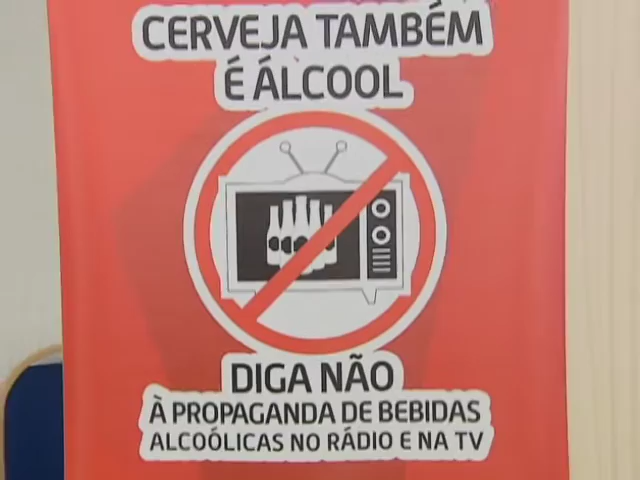 CERVEJA TAMBÉM
É ÁLCOOL
DIGA NÃO
À PROPAGANDA DE BEBIDAS
ALCOÓLICAS NO RÁDIO E NA TV